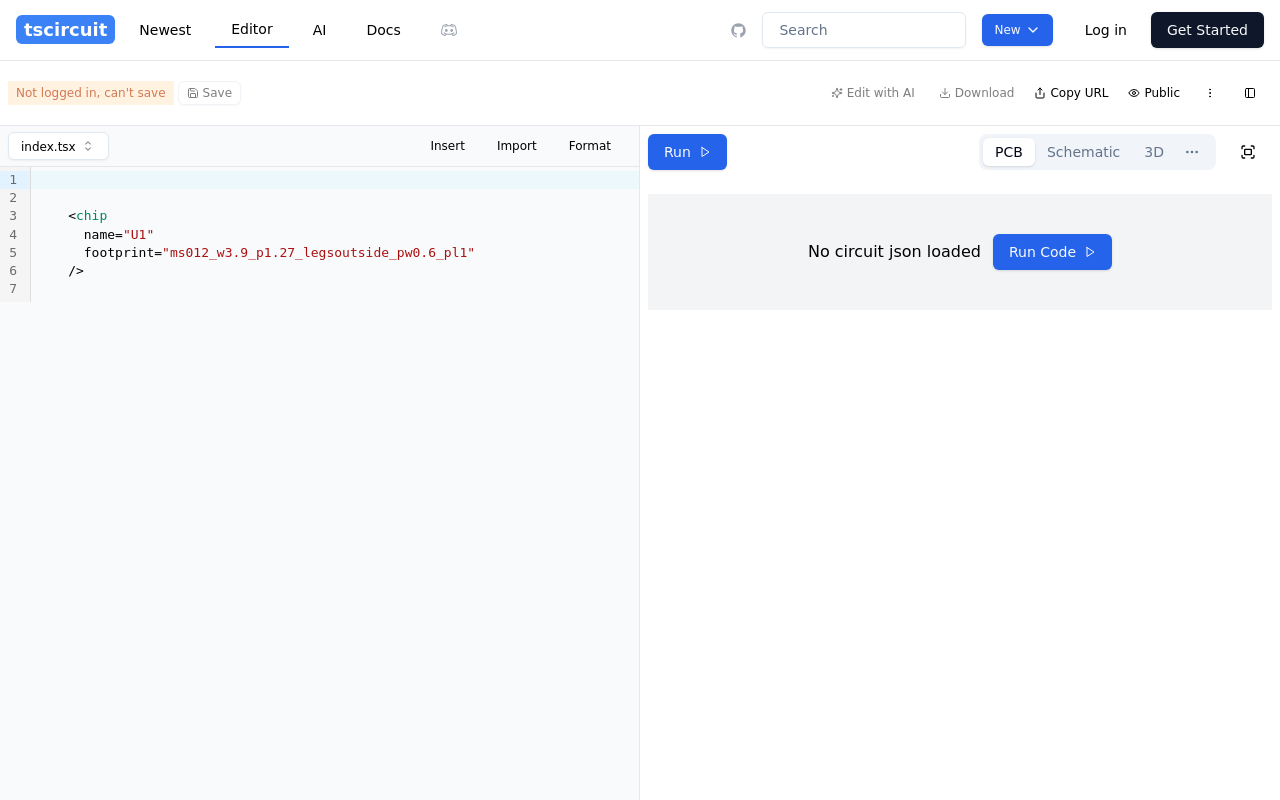 tscircuit Newest Editor AI Docs Search New Log in Get Started
Not logged in, can't save Save Edit with AI Download Copy URL Public
index.tsx Insert Import Format Run PCB Schematic 3D
1
2
3 <chip
4 name="U1"
5 footprint="ms012_w3.9_p1.27_legsoutside_pw0.6_pl1"
6 />
7
No circuit json loaded Run Code